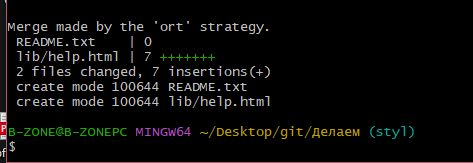 Merge made by the 'ort' strategy.
 README.txt    | 0
 lib/help.html | 7 +++++++
 2 files changed, 7 insertions(+)
 create mode 100644 README.txt
 create mode 100644 lib/help.html
B-ZONE@B-ZONEPC MINGW64 ~/Desktop/git/Делаем (styl)
$